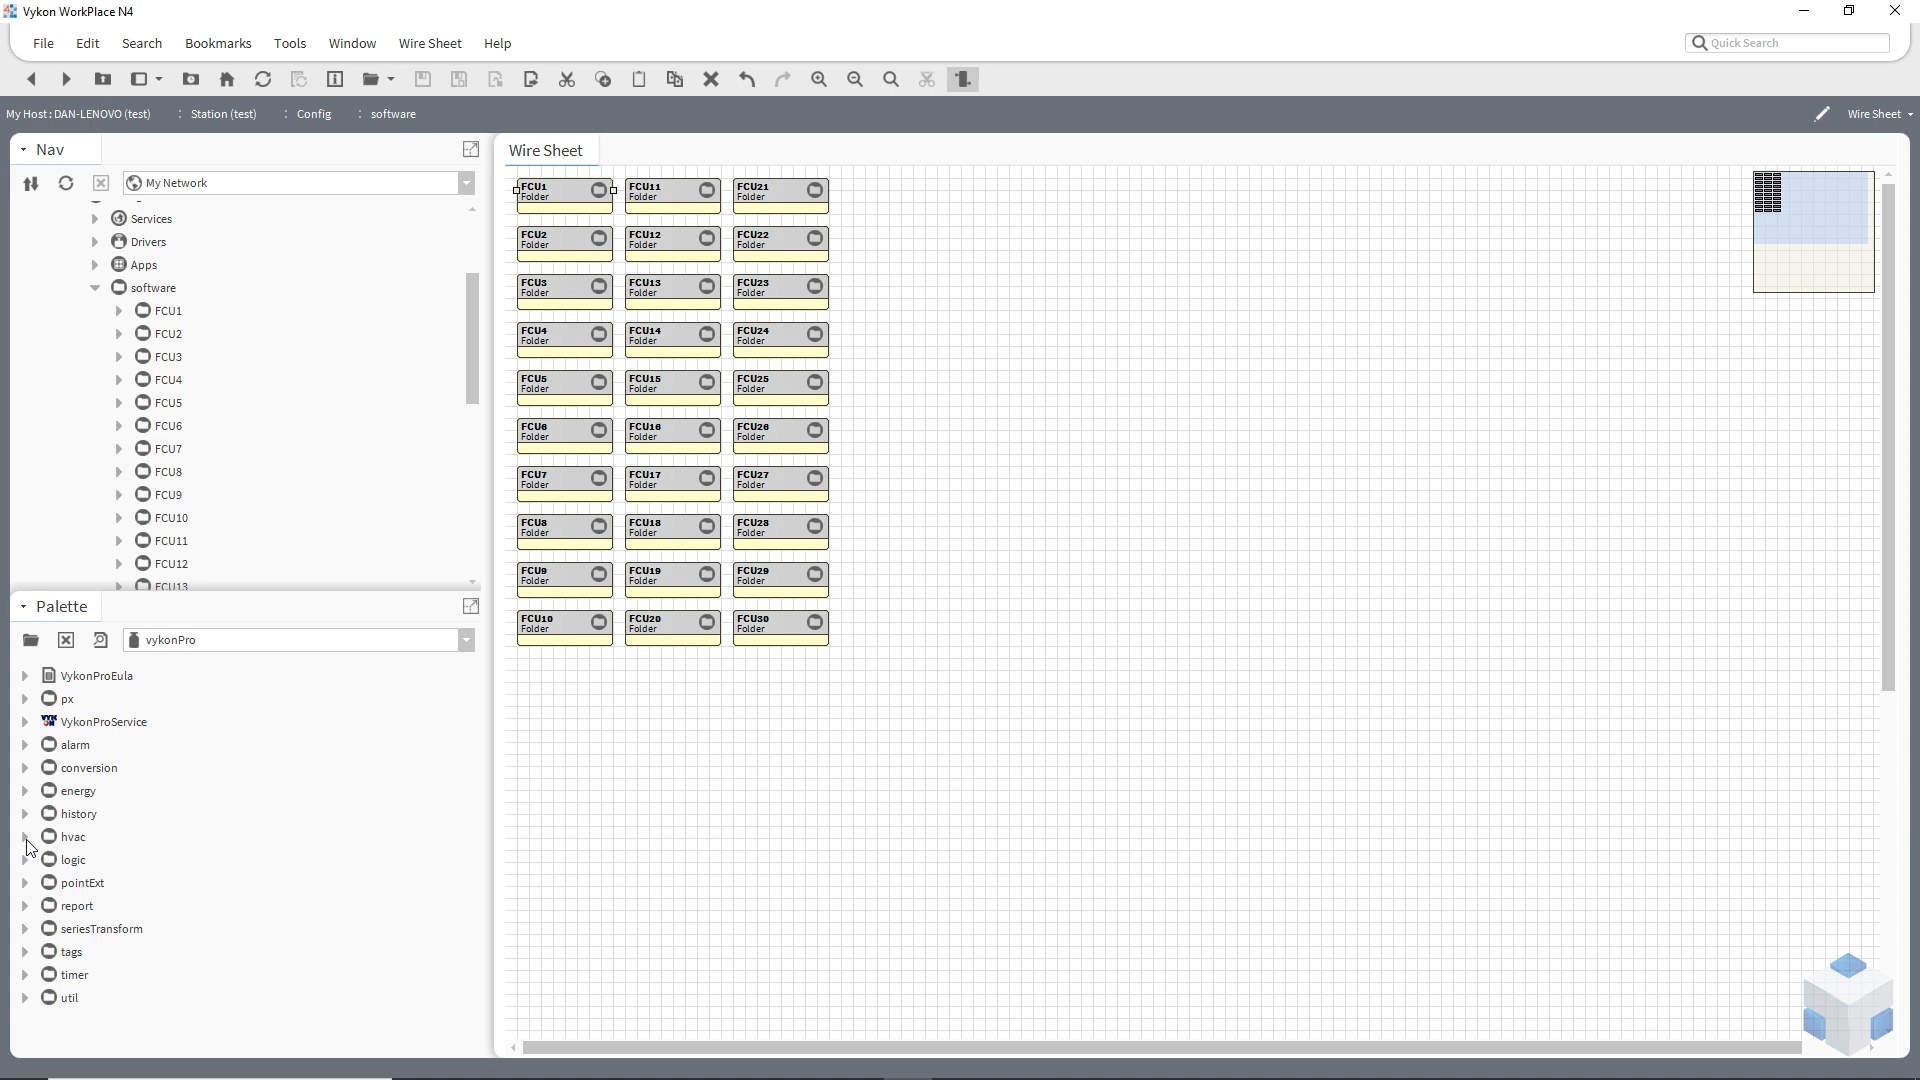 Vykon WorkPlace N4
File Edit Search Bookmarks Tools Window Wire Sheet Help
Quick Search
My Host : DAN-LENOVO (test) : Station (test) : Config : software
Wire Sheet
Nav
My Network
Services
Drivers
Apps
software
FCU1
FCU2
FCU3
FCU4
FCU5
FCU6
FCU7
FCU8
FCU9
FCU10
FCU11
FCU12
FCU13
Palette
vykonPro
VykonProEula
px
VykonProService
alarm
conversion
energy
history
hvac
logic
pointExt
report
seriesTransform
tags
timer
util
Wire Sheet
FCU1 FCU11 FCU21
Folder Folder Folder
FCU2 FCU12 FCU22
Folder Folder Folder
FCU3 FCU13 FCU23
Folder Folder Folder
FCU4 FCU14 FCU24
Folder Folder Folder
FCU5 FCU15 FCU25
Folder Folder Folder
FCU6 FCU16 FCU26
Folder Folder Folder
FCU7 FCU17 FCU27
Folder Folder Folder
FCU8 FCU18 FCU28
Folder Folder Folder
FCU9 FCU19 FCU29
Folder Folder Folder
FCU10 FCU20 FCU30
Folder Folder Folder